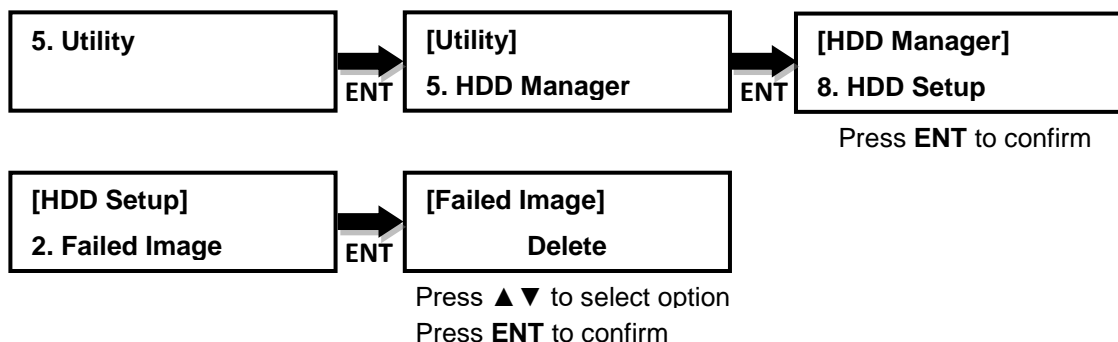 5. Utility
ENT
[Utility]
5. HDD Manager
ENT
[HDD Manager]
8. HDD Setup
Press ENT to confirm
[HDD Setup]
2. Failed Image
ENT
[Failed Image]
Delete
Press ▲▼ to select option
Press ENT to confirm